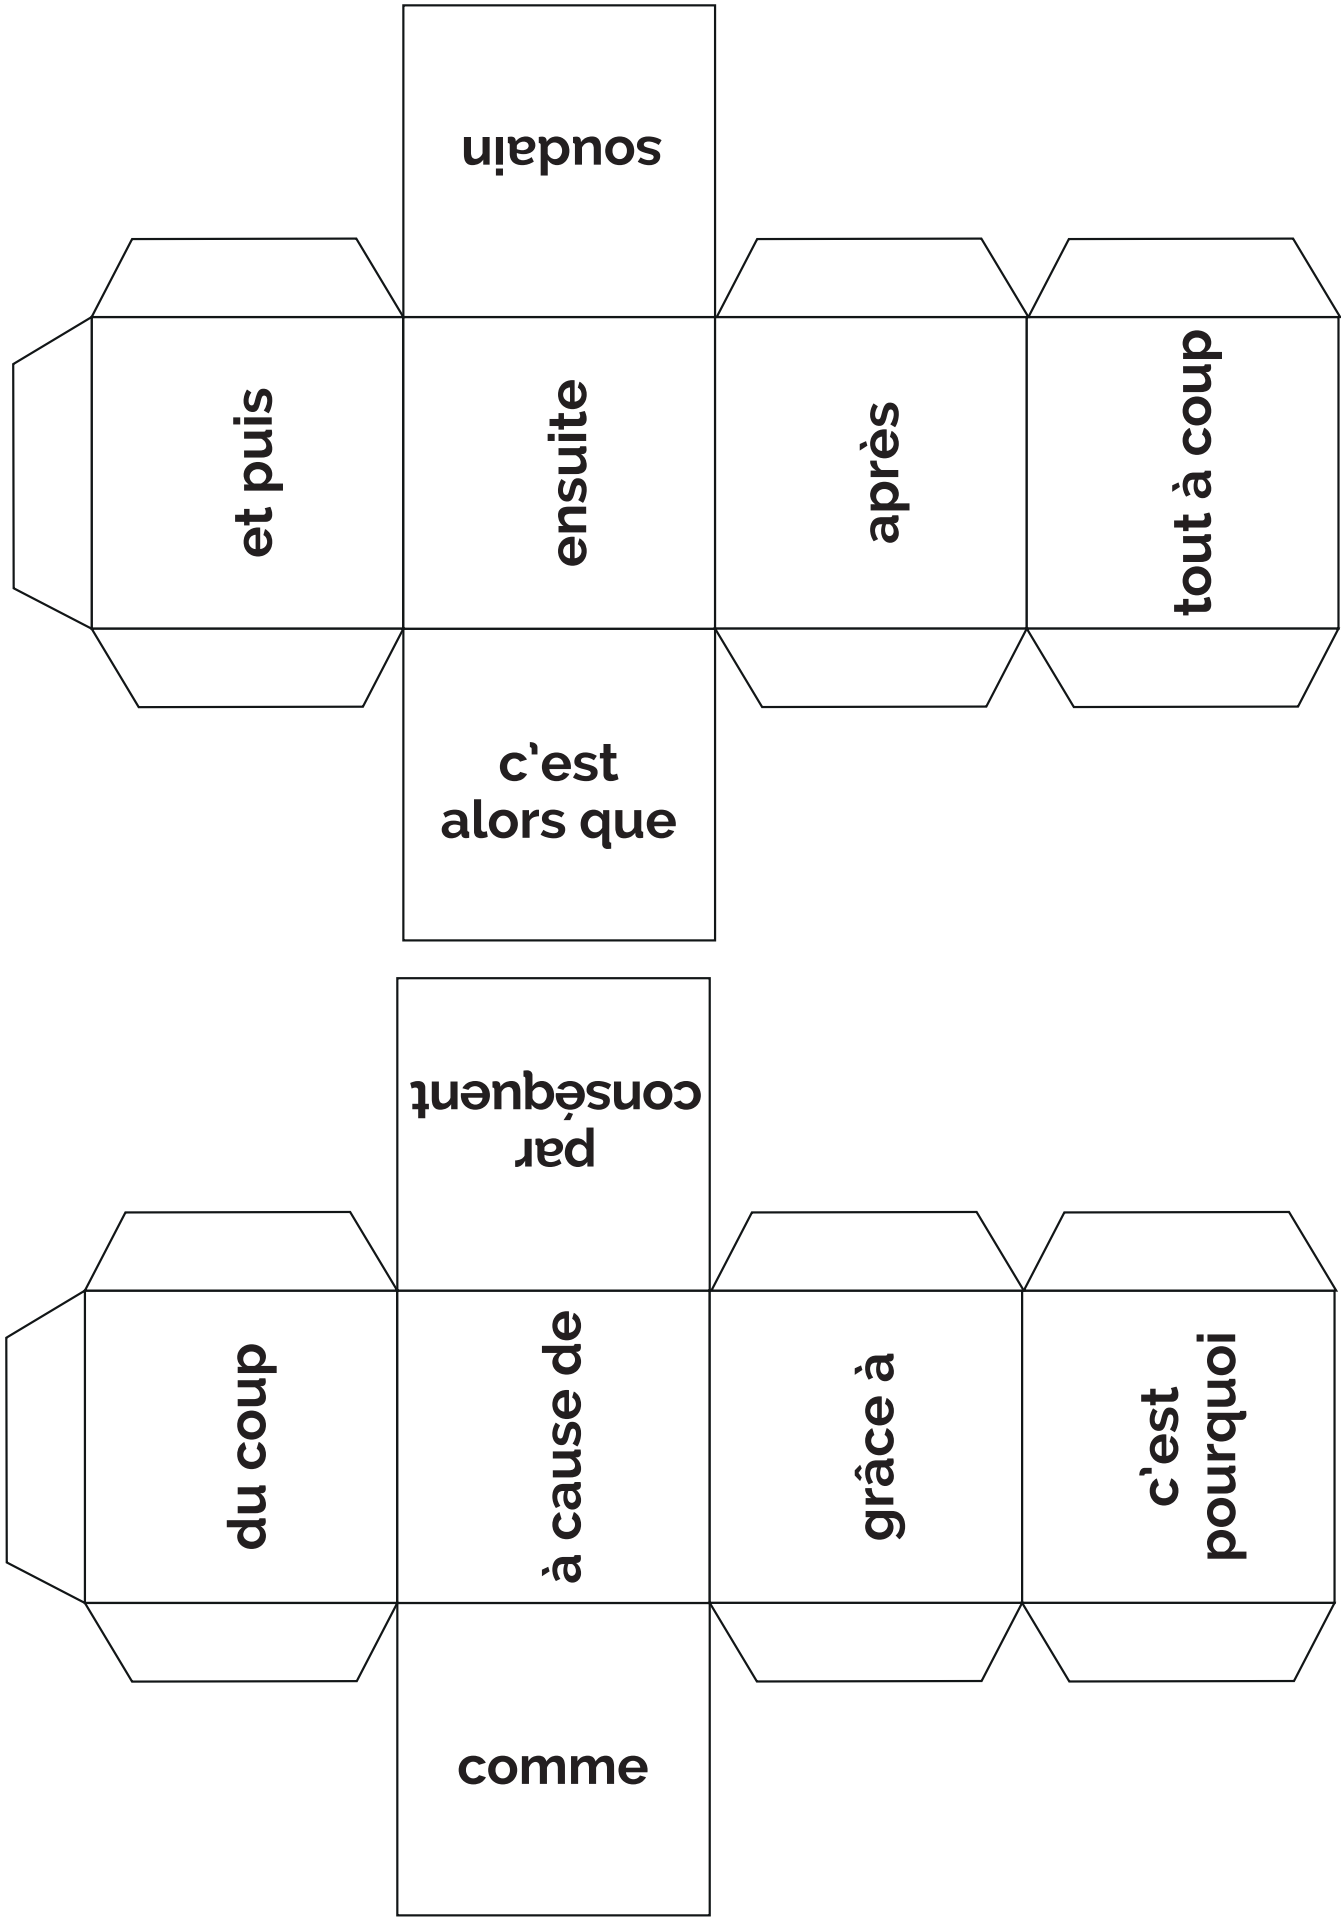 soudain
et puis
ensuite
après
tout à coup
c'est
alors que
par
conséquent
du coup
à cause de
grâce à
c'est
pourquoi
comme